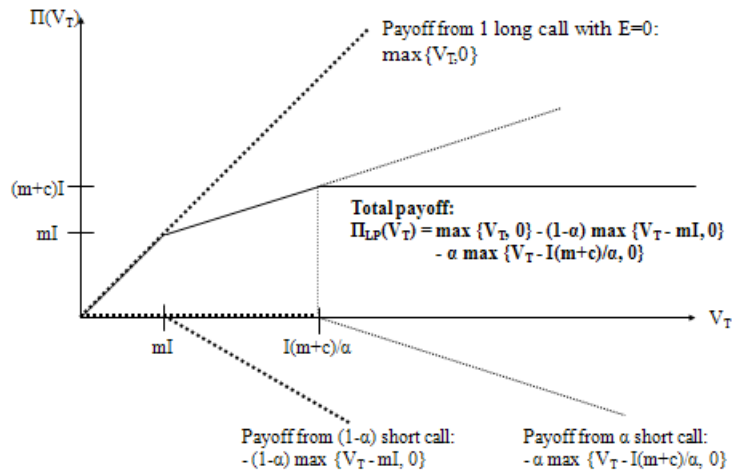 Π(V_T)
Payoff from 1 long call with E=0:
max{V_T,0}
(m+c)I
mI
Total payoff:
Π_LP(V_T) = max {V_T, 0} - (1-α) max {V_T - mI, 0}
- α max {V_T - I(m+c)/α, 0}
V_T
mI
I(m+c)/α
Payoff from (1-α) short call:
- (1-α) max {V_T - mI, 0}
Payoff from α short call:
-α max {V_T - I(m+c)/α, 0}